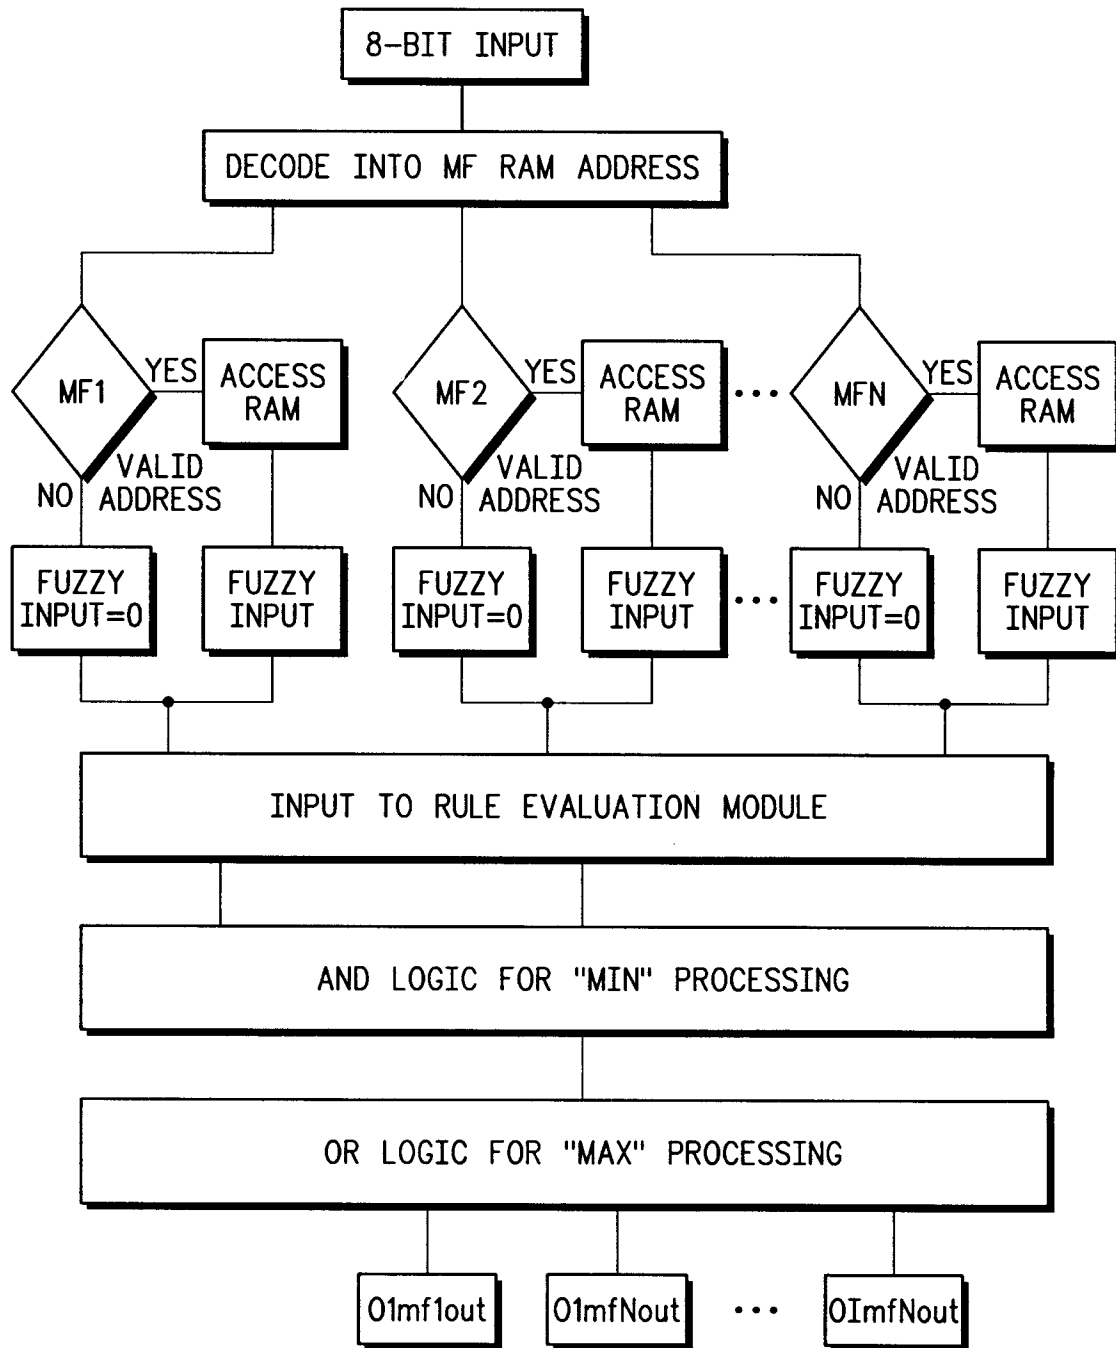 8-BIT INPUT
DECODE INTO MF RAM ADDRESS
MF1
YES
ACCESS
RAM
VALID
ADDRESS
NO
MF2
YES
ACCESS
RAM
VALID
ADDRESS
NO
•••
MFN
YES
ACCESS
RAM
VALID
ADDRESS
NO
FUZZY
INPUT=0
FUZZY
INPUT
FUZZY
INPUT=0
FUZZY
INPUT
•••
FUZZY
INPUT=0
FUZZY
INPUT
INPUT TO RULE EVALUATION MODULE
AND LOGIC FOR "MIN" PROCESSING
OR LOGIC FOR "MAX" PROCESSING
O1mf1out
O1mfNout
•••
OImfNout